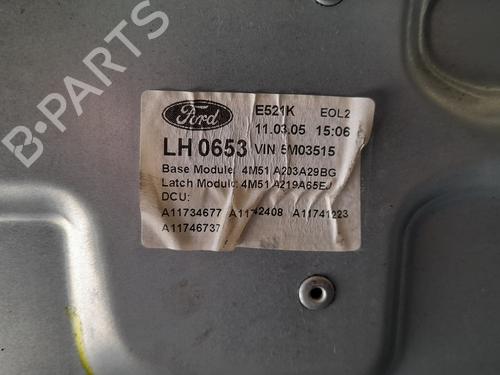 Ford
E521K EOL2
11.03.05 15:06
LH 0653 VIN 5M03515
Base Module: 4M51 A203A29BG
Latch Module: 4M51 A219A65EJ
DCU:
A11734677 A11742408 A11741223
A11746737
B-PARTS